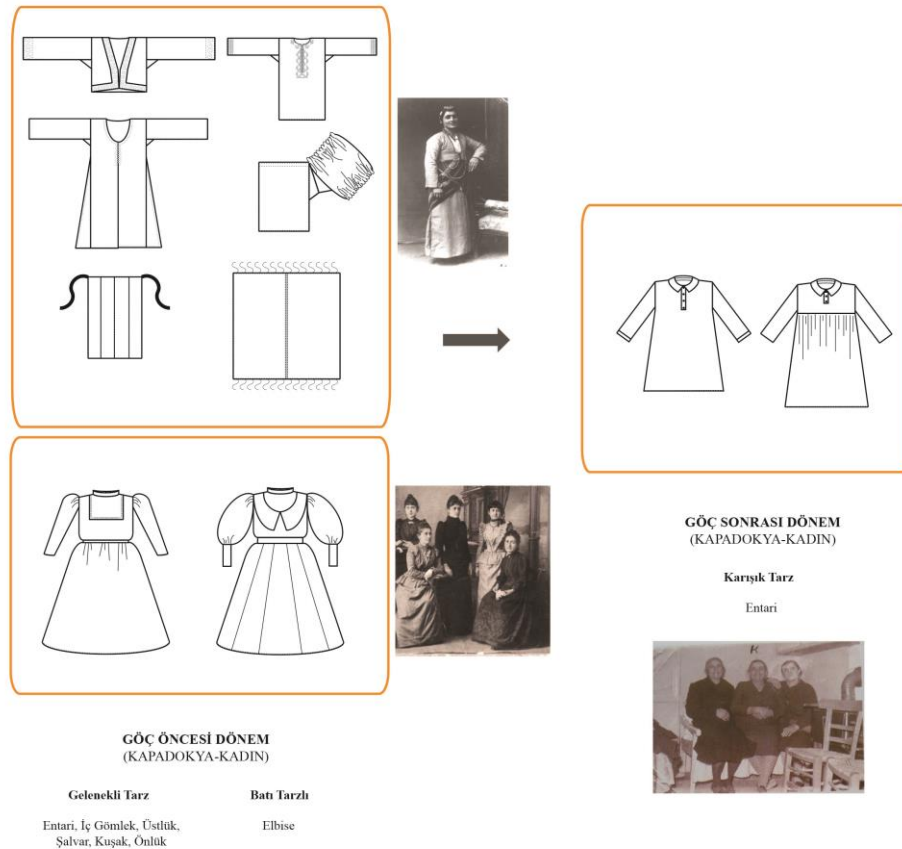 GÖÇ ÖNCESİ DÖNEM
(KAPADOKYA-KADIN)
Gelenekli Tarz
Entari, İç Gömlek, Üstlük,
Şalvar, Kuşak, Önlük
Batı Tarzlı
Elbise
GÖÇ SONRASI DÖNEM
(KAPADOKYA-KADIN)
Karışık Tarz
Entari